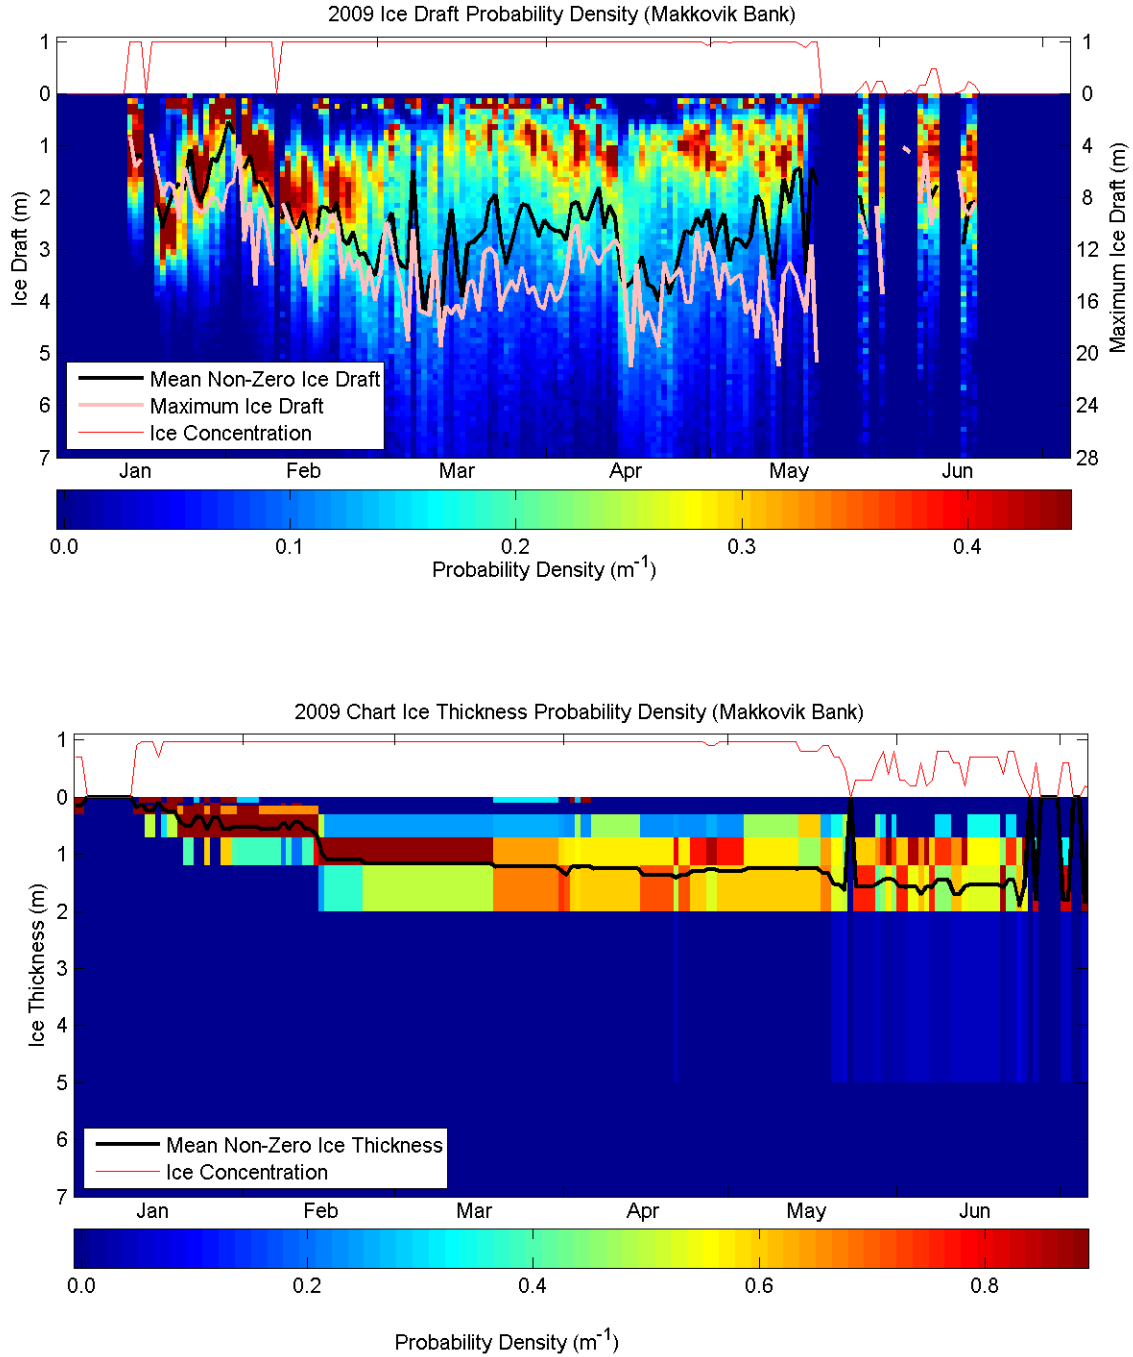 2009 Ice Draft Probability Density (Makkovik Bank)
1 1
0 0
1 4
2 8
3 12
4 16
5 20
6 24
7 28
Ice Draft (m)
Maximum Ice Draft (m)
Mean Non-Zero Ice Draft
Maximum Ice Draft
Ice Concentration
Jan Feb Mar Apr May Jun
0.0 0.1 0.2 0.3 0.4
Probability Density (m-1)
2009 Chart Ice Thickness Probability Density (Makkovik Bank)
1
0
1
2
3
4
5
6
7
Ice Thickness (m)
Mean Non-Zero Ice Thickness
Ice Concentration
Jan Feb Mar Apr May Jun
0.0 0.2 0.4 0.6 0.8
Probability Density (m-1)